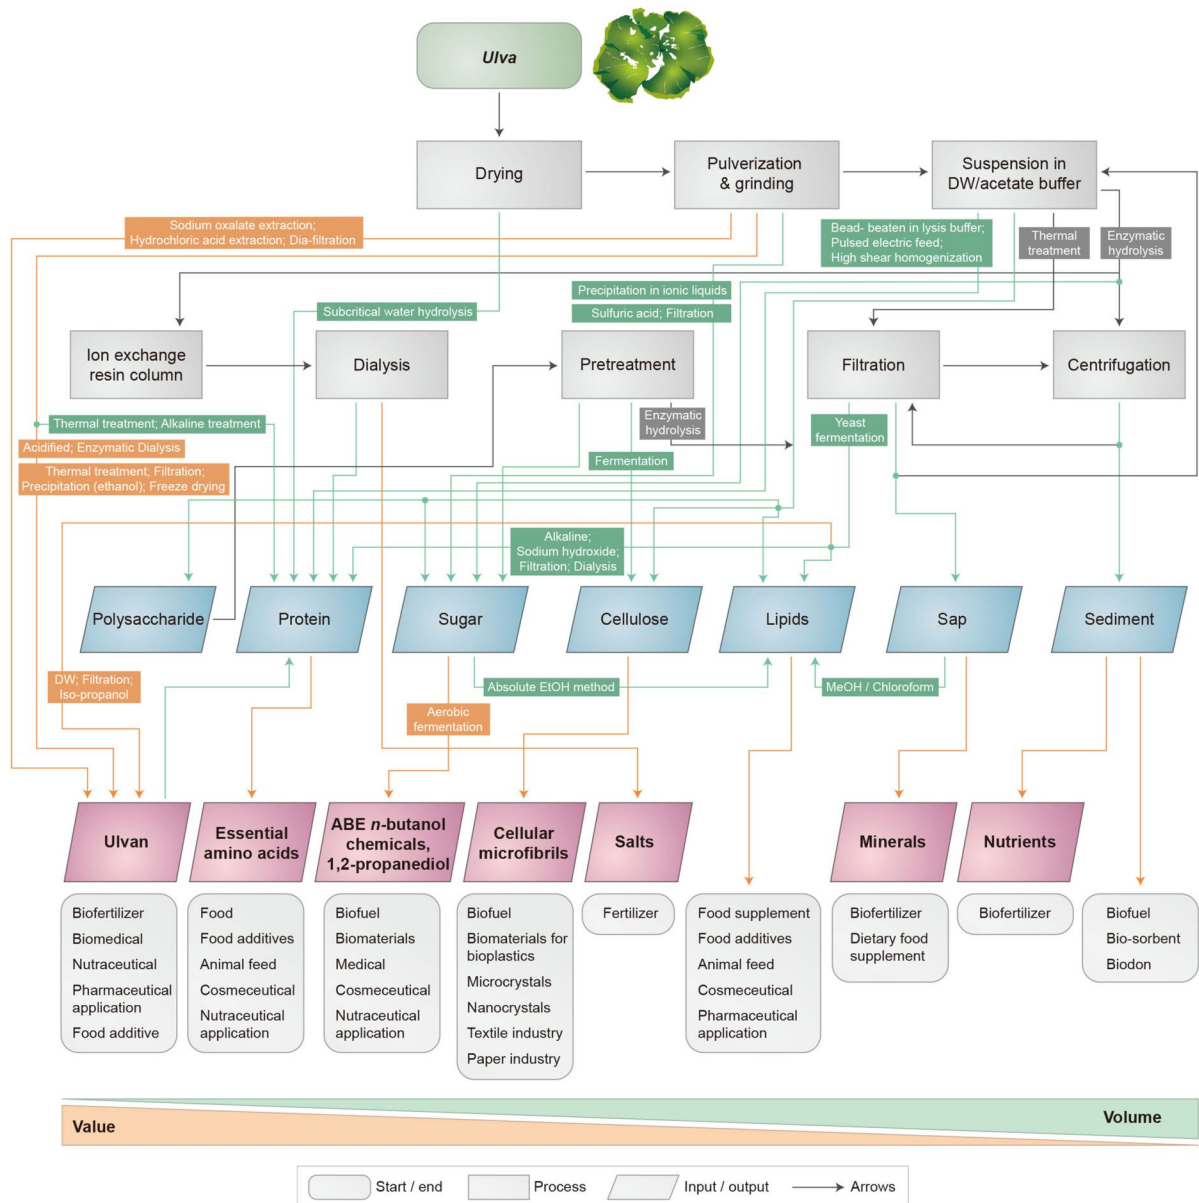 Ulva
Drying
Pulverization
& grinding
Suspension in
DW/acetate buffer
Sodium oxalate extraction;
Hydrochloric acid extraction; Dia-filtration
Bead- beaten in lysis buffer;
Pulsed electric feed;
High shear homogenization
Thermal
treatment
Enzymatic
hydrolysis
Precipitation in ionic liquids
Subcritical water hydrolysis
Sulfuric acid; Filtration
Ion exchange
resin column
Dialysis
Pretreatment
Filtration
Centrifugation
Thermal treatment; Alkaline treatment
Enzymatic
hydrolysis
Yeast
fermentation
Acidified; Enzymatic Dialysis
Fermentation
Thermal treatment; Filtration;
Precipitation (ethanol); Freeze drying
Alkaline;
Sodium hydroxide;
Filtration; Dialysis
Polysaccharide
Protein
Sugar
Cellulose
Lipids
Sap
Sediment
DW; Filtration;
Iso-propanol
Absolute EtOH method
MeOH / Chloroform
Aerobic
fermentation
Ulvan
Essential
amino acids
ABE n-butanol
chemicals,
1,2-propanediol
Cellular
microfibrils
Salts
Minerals
Nutrients
Biofertilizer
Biomedical
Nutraceutical
Pharmaceutical
application
Food additive
Food
Food additives
Animal feed
Cosmeceutical
Nutraceutical
application
Biofuel
Biomaterials
Medical
Cosmeceutical
Nutraceutical
application
Biofuel
Biomaterials for
bioplastics
Microcrystals
Nanocrystals
Textile industry
Paper industry
Fertilizer
Food supplement
Food additives
Animal feed
Cosmeceutical
Pharmaceutical
application
Biofertilizer
Dietary food
supplement
Biofertilizer
Biofuel
Bio-sorbent
Biodon
Volume
Value
Start / end
Process
Input / output
Arrows